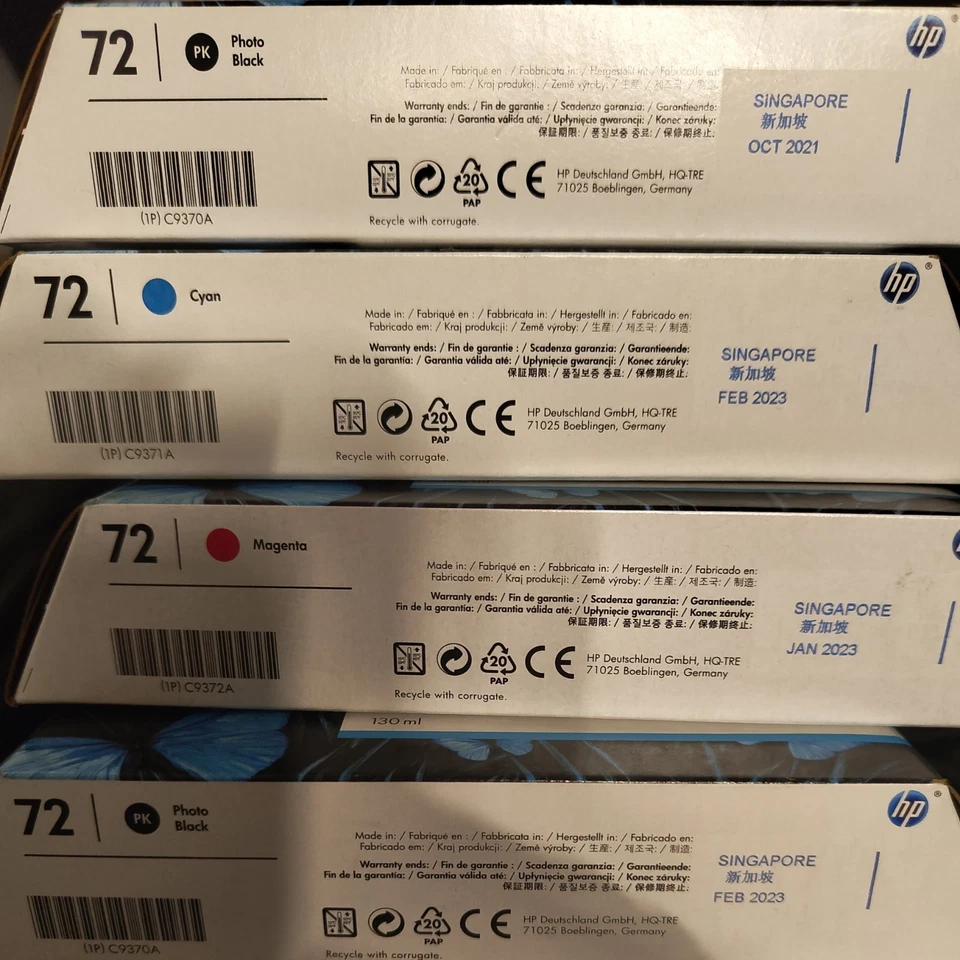 72
PK
Photo
Black
hp
Made in: / Fabriqué en : / Fabbricata in: / Hergestellt in: / Fabricado en:
Fabricado em: / Kraj produkcji: / Země výroby: / 生産: / 제조국: / 制造:
Warranty ends: / Fin de garantie : / Scadenza garanzia: / Garantieende:
Fin de la garantía: / Garantia válida até: / Upłynięcie gwarancji: / Konec záruky:
保証期限: / 품질보증 종료: / 保修期终止:
SINGAPORE
新加坡
OCT 2021
20
PAP
CE
HP Deutschland GmbH, HQ-TRE
71025 Boeblingen, Germany
(1P) C9370A
Recycle with corrugate.
72
Cyan
hp®
Made in: / Fabriqué en : / Fabbricata in: / Hergestellt in: / Fabricado en:
Fabricado em: / Kraj produkcji: / Země výroby: / 生産: / 제조국: / 制造:
Warranty ends: / Fin de garantie : / Scadenza garanzia: / Garantieende:
Fin de la garantía: / Garantia válida até: / Upłynięcie gwarancji: / Konec záruky:
保証期限: / 품질보증 종료: / 保修期终止:
SINGAPORE
新加坡
FEB 2023
20
PAP
CE
HP Deutschland GmbH, HQ-TRE
71025 Boeblingen, Germany
(1P) C9371A
Recycle with corrugate.
72
Magenta
Made in: / Fabriqué en : / Fabbricata in: / Hergestellt in: / Fabricado en:
Fabricado em: / Kraj produkcji: / Země výroby: / 生産: / 제조국: / 制造:
Warranty ends: / Fin de garantie : / Scadenza garanzia: / Garantieende:
Fin de la garantía: / Garantia válida até: / Upłynięcie gwarancji: / Konec záruky:
保証期限: / 품질보증 종료: / 保修期终止:
SINGAPORE
新加坡
JAN 2023
20
PAP
CE
HP Deutschland GmbH, HQ-TRE
71025 Boeblingen, Germany
(1P) C9372A
Recycle with corrugate.
130 ml
72
PK
Photo
Black
hp®
Made in: / Fabriqué en : / Fabbricata in: / Hergestellt in: / Fabricado en:
Fabricado em: / Kraj produkcji: / Země výroby: / 生産: / 제조국: / 制造:
Warranty ends: / Fin de garantie : / Scadenza garanzia: / Garantieende:
Fin de la garantía: / Garantia válida até: / Upłynięcie gwarancji: / Konec záruky:
保証期限: / 품질보증 종료: / 保修期终止:
SINGAPORE
新加坡
FEB 2023
20
PAP
CE
HP Deutschland GmbH, HQ-TRE
71025 Boeblingen, Germany
(1P) C9370A
Recycle with corrugate.